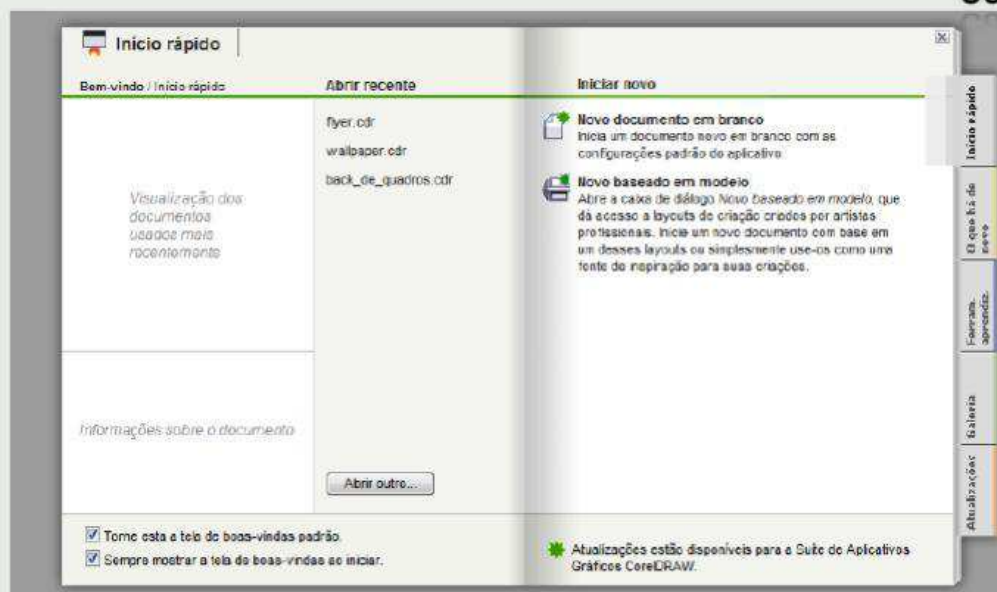 Início rápido
Bem-vindo / Início rápido
Abrir recente
Iniciar novo
flyer.cdr
wallpaper.cdr
back_de_quadros.cdr
Visualização dos
documentos
usados mais
recentemente
Informações sobre o documento
Abrir outro...
Novo documento em branco
Inicia um documento novo em branco com as
configurações padrão do aplicativo
Novo baseado em modelo
Abre a caixa de diálogo Novo baseado em modelo, que
dá acesso a layouts de criação criados por artistas
profissionais. Inicie um novo documento com base em
um desses layouts ou simplesmente use-os como uma
fonte de inspiração para suas criações.
Torne esta a tela de boas-vindas padrão.
Sempre mostrar a tela de boas-vindas ao iniciar.
Atualizações estão disponíveis para a Suite de Aplicativos
Gráficos CorelDRAW.
Início rápido
O que há de
novo
Ferram.
aprendiz.
Galeria
Atualizações